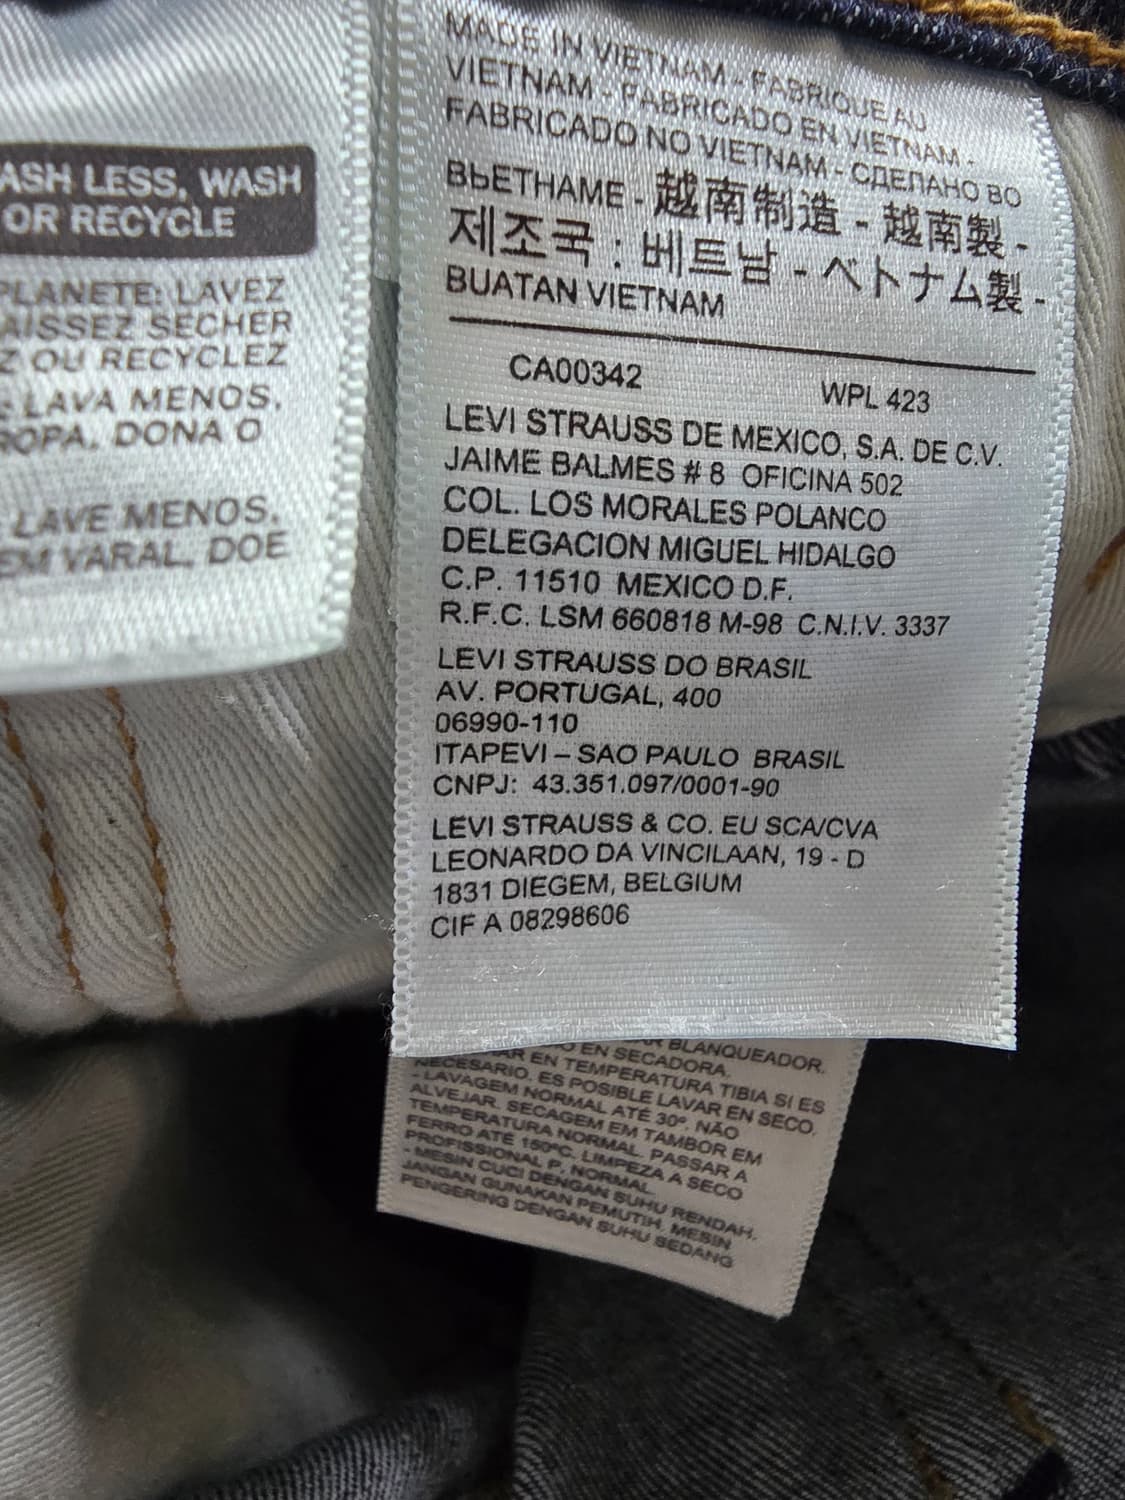 ASH LESS, WASH
OR RECYCLE
PLANETE: LAVEZ
AISSEZ SECHER
Z OU RECYCLEZ
LAVA MENOS,
ROPA, DONA O
LAVE MENOS,
EM VARAL, DOE
MADE IN VIETNAM - FABRIQUE AU
VIETNAM - FABRICADO EN VIETNAM -
FABRICADO NO VIETNAM - СДЕЛАНО ВО
ВЬЕТНАМЕ - 越南制造 - 越南製 -
제조국 : 베트남 - ベトナム製 -
BUATAN VIETNAM
CA00342 WPL 423
LEVI STRAUSS DE MEXICO, S.A. DE C.V.
JAIME BALMES # 8 OFICINA 502
COL. LOS MORALES POLANCO
DELEGACION MIGUEL HIDALGO
C.P. 11510 MEXICO D.F.
R.F.C. LSM 660818 M-98 C.N.I.V. 3337
LEVI STRAUSS DO BRASIL
AV. PORTUGAL, 400
06990-110
ITAPEVI – SAO PAULO BRASIL
CNPJ: 43.351.097/0001-90
LEVI STRAUSS & CO. EU SCA/CVA
LEONARDO DA VINCILAAN, 19 - D
1831 DIEGEM, BELGIUM
CIF A 08298606
BLANQUEADOR.
EN SECADORA.
AR EN TEMPERATURA TIBIA SI ES
NECESARIO. ES POSIBLE LAVAR EN SECO.
- LAVAGEM NORMAL ATÉ 30º. NÃO
ALVEJAR. SECAGEM EM TAMBOR EM
TEMPERATURA NORMAL. PASSAR A
FERRO ATÉ 150ºC. LIMPEZA A SECO
PROFISSIONAL P, NORMAL.
- MESIN CUCI DENGAN SUHU RENDAH.
JANGAN GUNAKAN PEMUTIH. MESIN
PENGERING DENGAN SUHU SEDANG